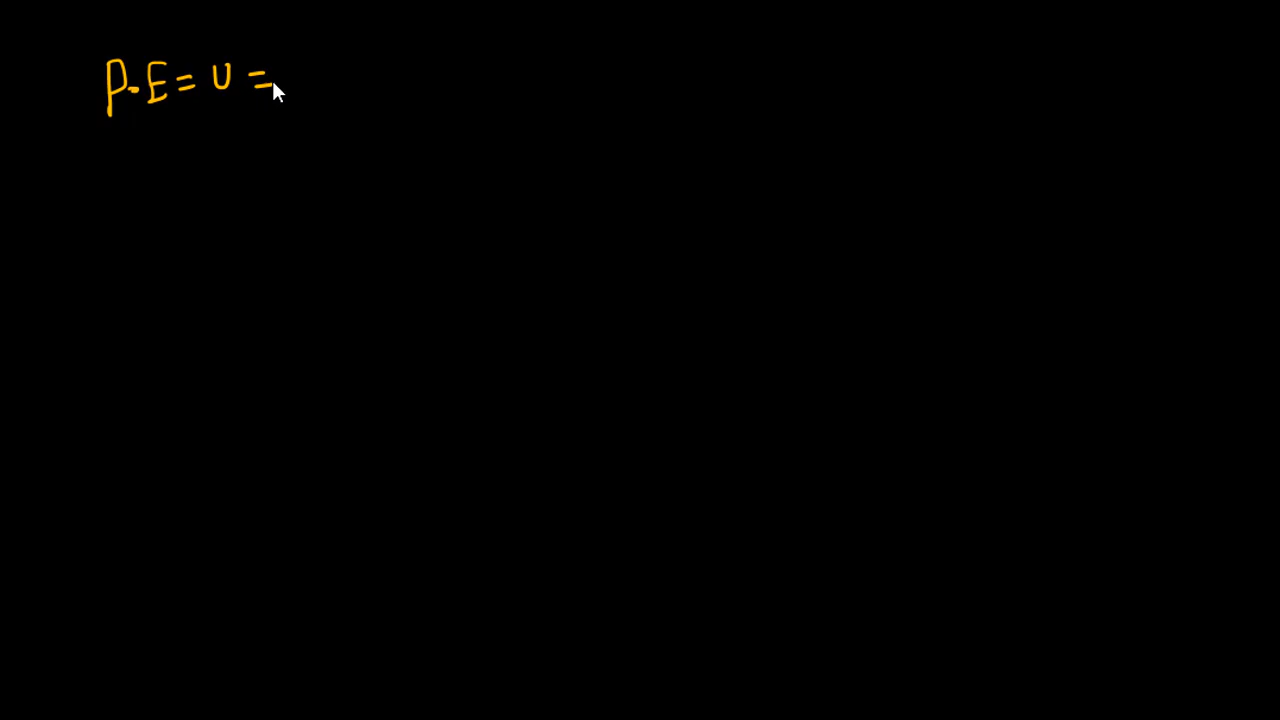 P.E = U =